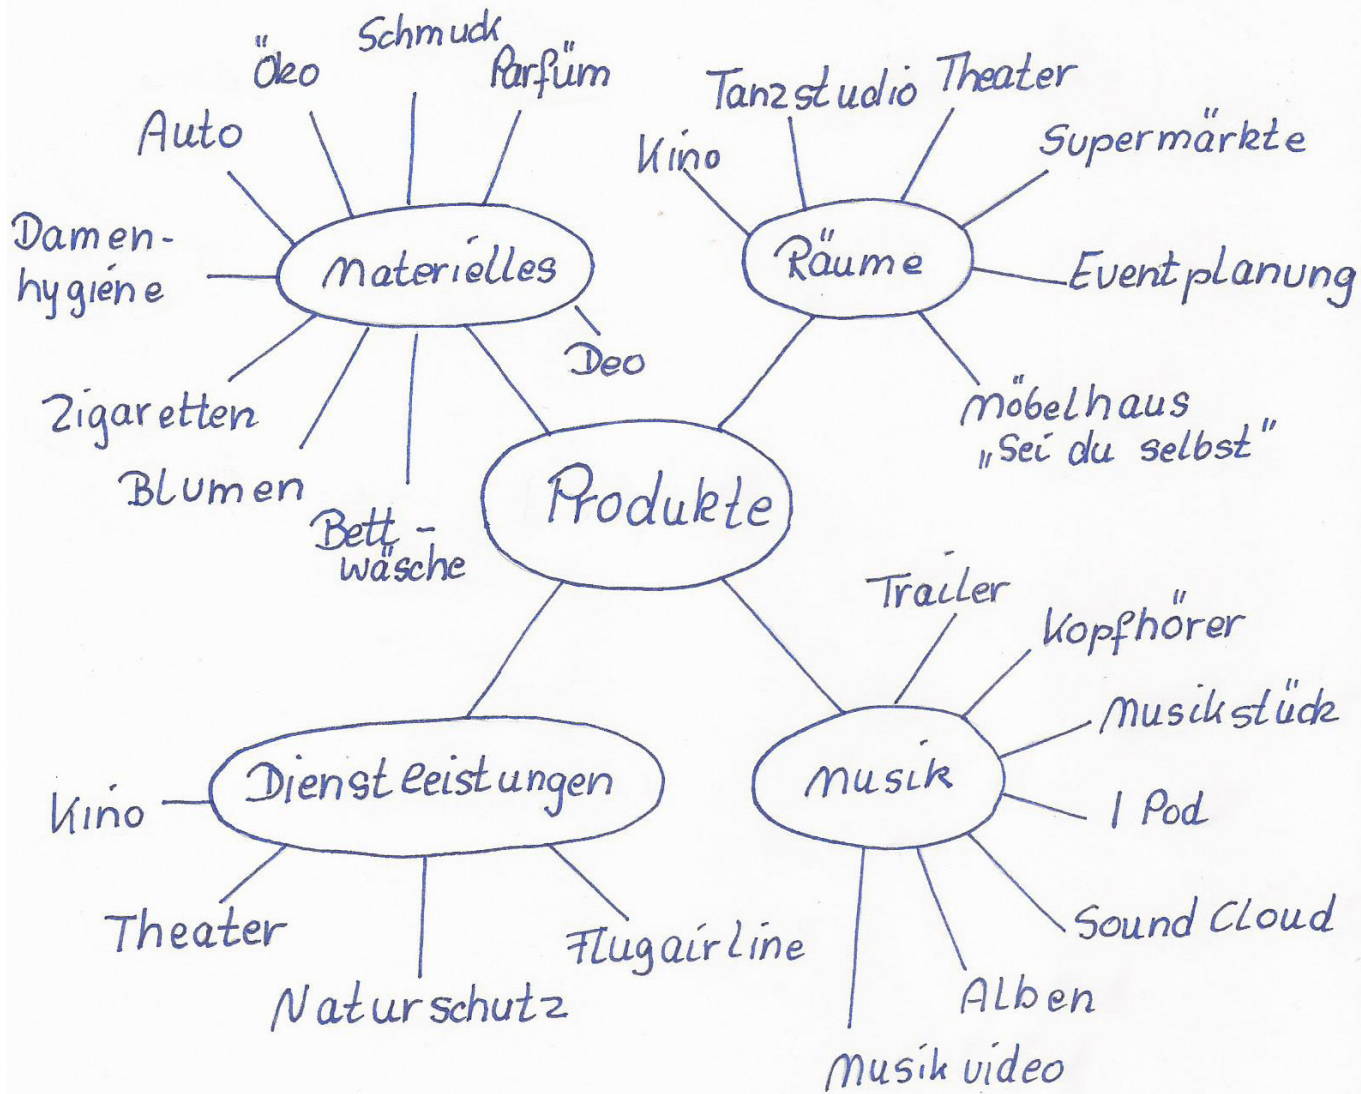 Schmuck
Öko
Parfüm
Auto
Damen-
hygiene
Materielles
Deo
Zigaretten
Blumen
Bett-
wäsche
Tanzstudio
Theater
Kino
Supermärkte
Räume
Eventplanung
Möbelhaus
„Sei du selbst"
Produkte
Trailer
Kopfhörer
Musikstück
Musik
I Pod
Sound Cloud
Alben
Musikvideo
Dienstleistungen
Kino
Theater
Flugairline
Naturschutz